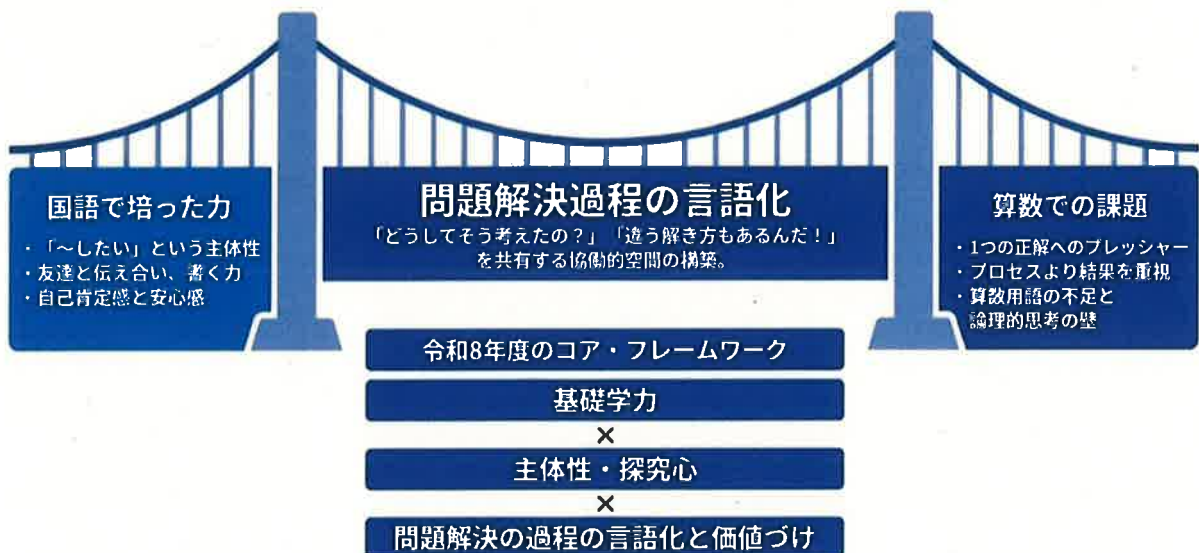 国語で培った力
・「～したい」という主体性
・友達と伝え合い、書く力
・自己肯定感と安心感
問題解決過程の言語化
「どうしてそう考えたの？」「違う解き方もあるんだ！」
を共有する協働的空間の構築。
算数での課題
・1つの正解へのプレッシャー
・プロセスより結果を重視
・算数用語の不足と
論理的思考の壁
令和8年度のコア・フレームワーク
基礎学力
×
主体性・探究心
×
問題解決の過程の言語化と価値づけ